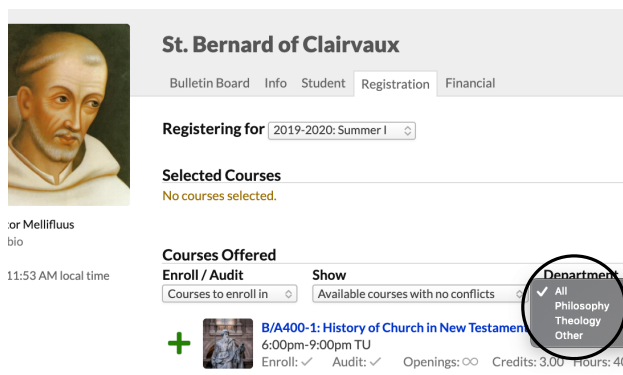 St. Bernard of Clairvaux
Bulletin Board Info Student Registration Financial
Registering for 2019-2020: Summer I
Selected Courses
No courses selected.
tor Mellifluus
bio
11:53 AM local time
Courses Offered
Enroll / Audit Show Department
Courses to enroll in Available courses with no conflicts
All
Philosophy
Theology
Other
B/A400-1: History of Church in New Testament
6:00pm-9:00pm TU
Enroll: ✓ Audit: ✓ Openings: ∞ Credits: 3.00 Hours: 40